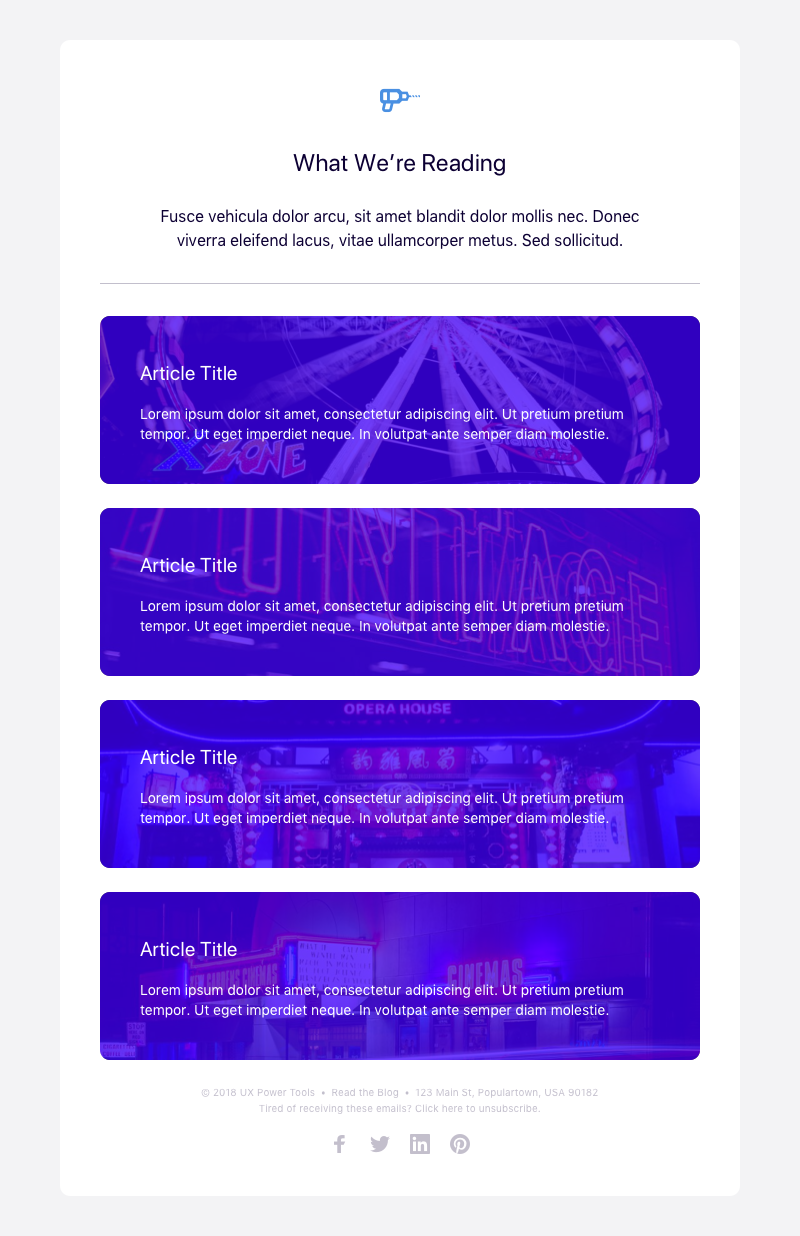 What We’re Reading
Fusce vehicula dolor arcu, sit amet blandit dolor mollis nec. Donec
viverra eleifend lacus, vitae ullamcorper metus. Sed sollicitud.
Article Title
Lorem ipsum dolor sit amet, consectetur adipiscing elit. Ut pretium pretium
tempor. Ut eget imperdiet neque. In volutpat ante semper diam molestie.
X ZONE
Article Title
Lorem ipsum dolor sit amet, consectetur adipiscing elit. Ut pretium pretium
tempor. Ut eget imperdiet neque. In volutpat ante semper diam molestie.
OPERA HOUSE
Article Title
Lorem ipsum dolor sit amet, consectetur adipiscing elit. Ut pretium pretium
tempor. Ut eget imperdiet neque. In volutpat ante semper diam molestie.
Article Title
CINEMAS
Lorem ipsum dolor sit amet, consectetur adipiscing elit. Ut pretium pretium
tempor. Ut eget imperdiet neque. In volutpat ante semper diam molestie.
© 2018 UX Power Tools • Read the Blog • 123 Main St, Populartown, USA 90182
Tired of receiving these emails? Click here to unsubscribe.